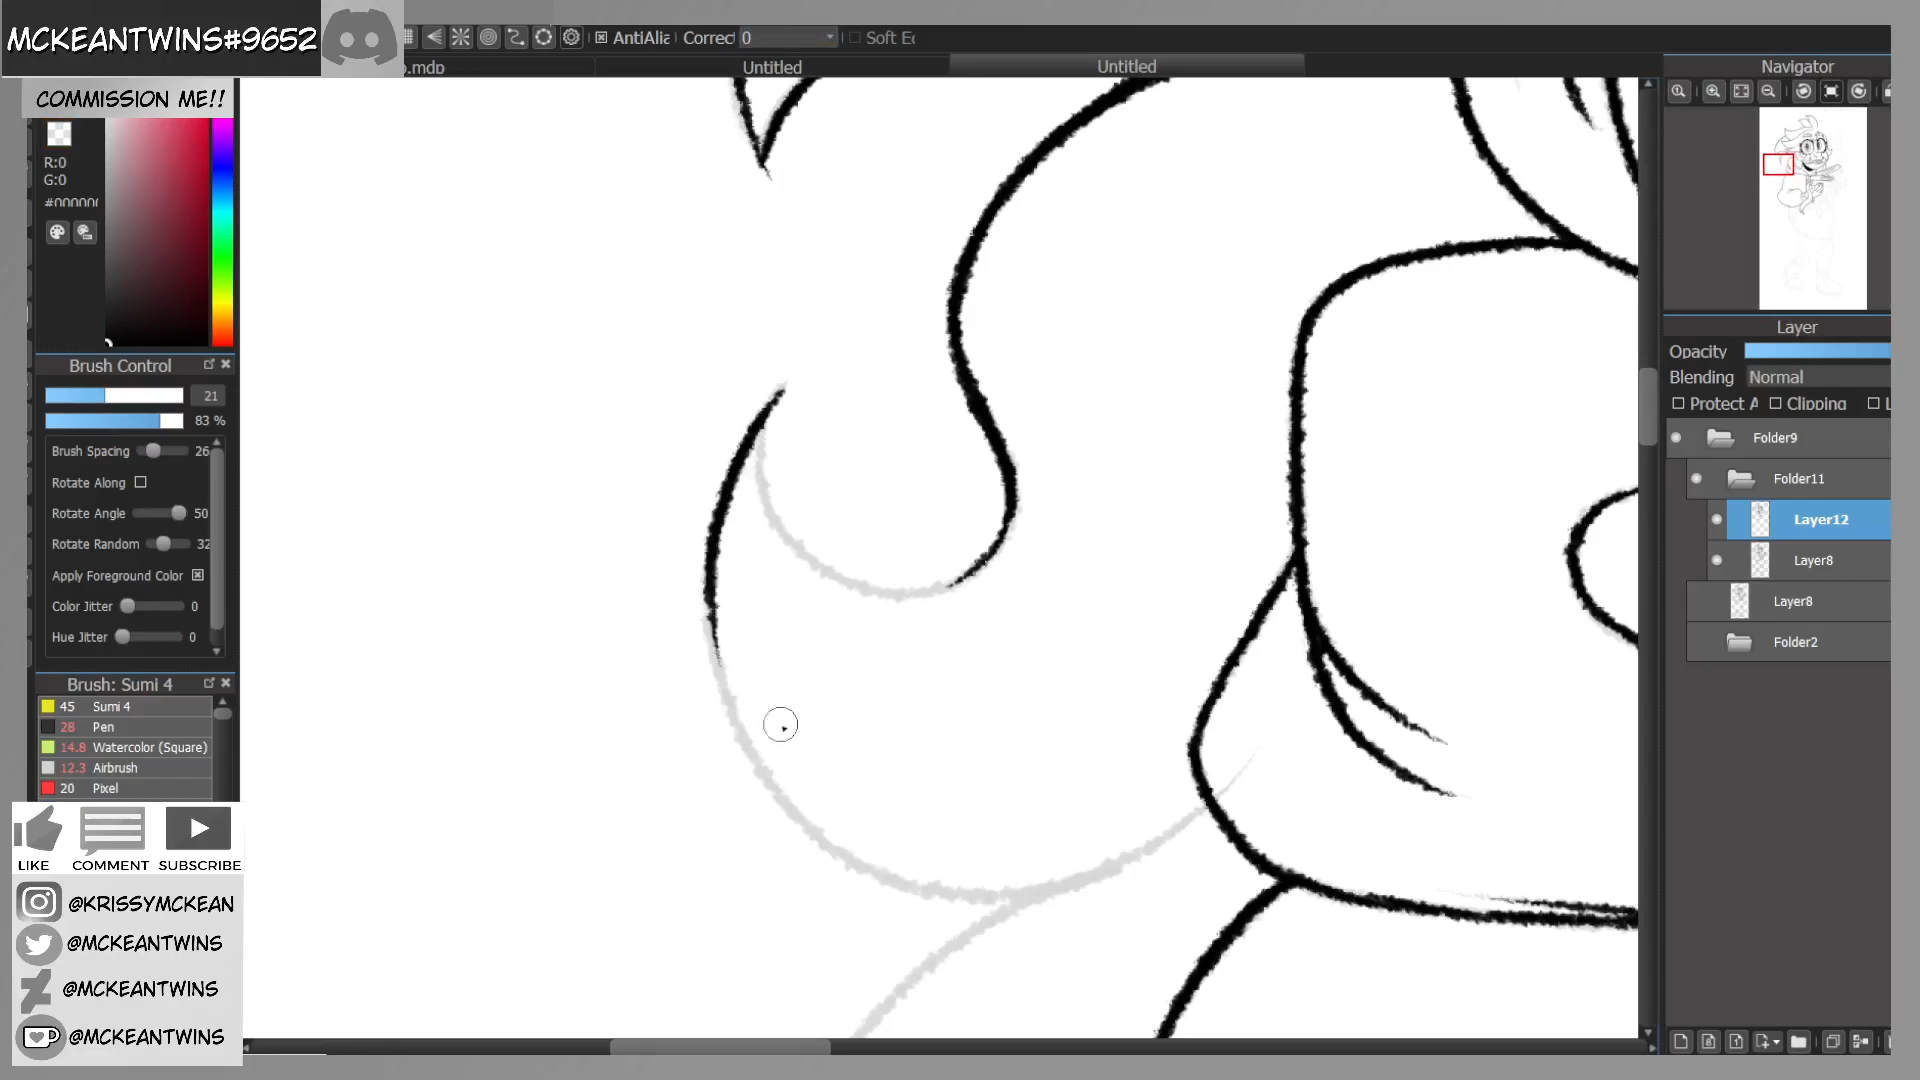 MCKEANTWINS#9652
COMMISSION ME!!
AntiAlia
Correct 0
Soft Ec
.mdp
Untitled
Untitled
R:0
G:0
#000000
Brush Control
21
83 %
Brush Spacing 26
Rotate Along
Rotate Angle 50
Rotate Random 32
Apply Foreground Color
Color Jitter 0
Hue Jitter 0
Brush: Sumi 4
45 Sumi 4
28 Pen
14.8 Watercolor (Square)
12.3 Airbrush
20 Pixel
LIKE COMMENT SUBSCRIBE
@KRISSYMCKEAN
@MCKEANTWINS
@MCKEANTWINS
@MCKEANTWINS
Navigator
Layer
Opacity
Blending Normal
Protect A Clipping L
Folder9
Folder11
Layer12
Layer8
Layer8
Folder2